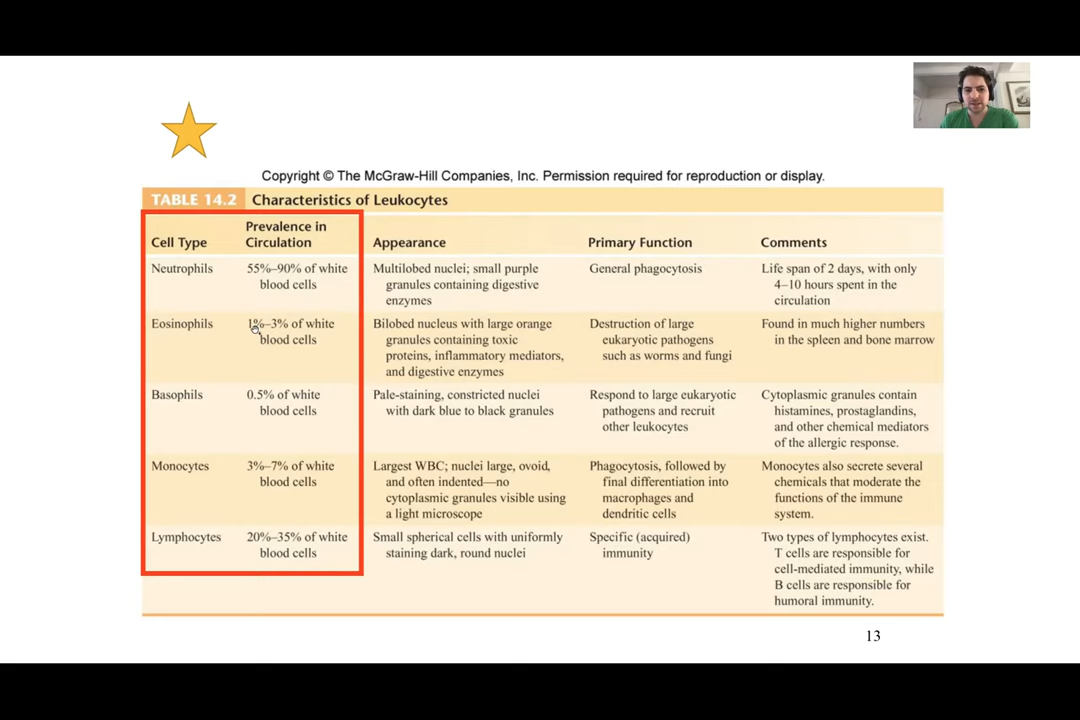 Copyright © The McGraw-Hill Companies, Inc. Permission required for reproduction or display.
TABLE 14.2 Characteristics of Leukocytes
Cell Type
Prevalence in
Circulation
Appearance
Primary Function
Comments
Neutrophils
55%–90% of white
blood cells
Multilobed nuclei; small purple
granules containing digestive
enzymes
General phagocytosis
Life span of 2 days, with only
4–10 hours spent in the
circulation
Eosinophils
1%–3% of white
blood cells
Bilobed nucleus with large orange
granules containing toxic
proteins, inflammatory mediators,
and digestive enzymes
Destruction of large
eukaryotic pathogens
such as worms and fungi
Found in much higher numbers
in the spleen and bone marrow
Basophils
0.5% of white
blood cells
Pale-staining, constricted nuclei
with dark blue to black granules
Respond to large eukaryotic
pathogens and recruit
other leukocytes
Cytoplasmic granules contain
histamines, prostaglandins,
and other chemical mediators
of the allergic response.
Monocytes
3%–7% of white
blood cells
Largest WBC; nuclei large, ovoid,
and often indented—no
cytoplasmic granules visible using
a light microscope
Phagocytosis, followed by
final differentiation into
macrophages and
dendritic cells
Monocytes also secrete several
chemicals that moderate the
functions of the immune
system.
Lymphocytes
20%–35% of white
blood cells
Small spherical cells with uniformly
staining dark, round nuclei
Specific (acquired)
immunity
Two types of lymphocytes exist.
T cells are responsible for
cell-mediated immunity, while
B cells are responsible for
humoral immunity.
13